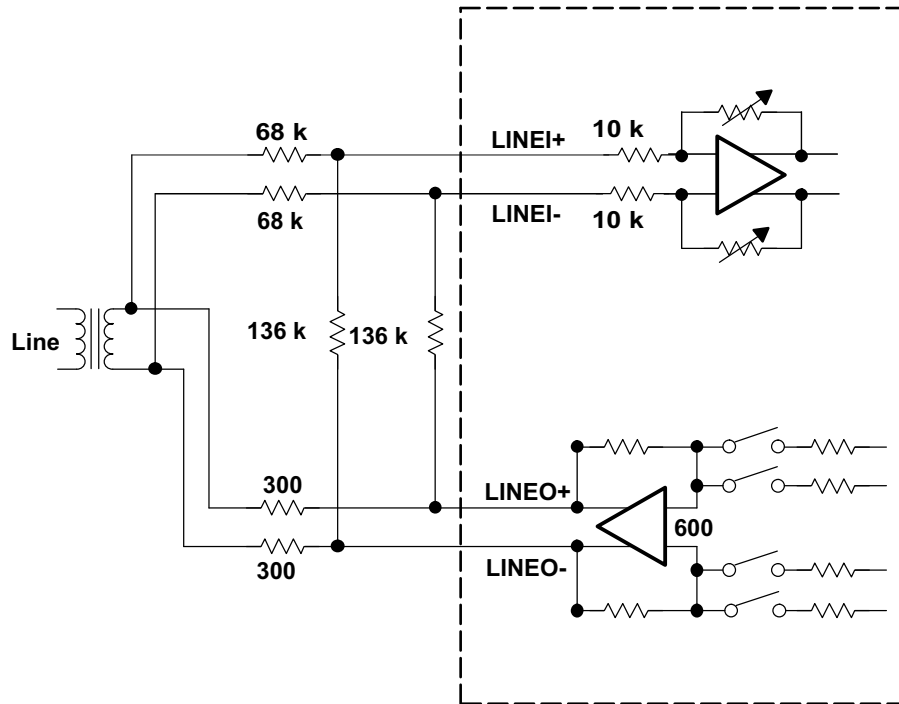 68 k
LINEI+
10 k
68 k
LINEI-
10 k
Line
136 k
136 k
300
LINEO+
600
300
LINEO-